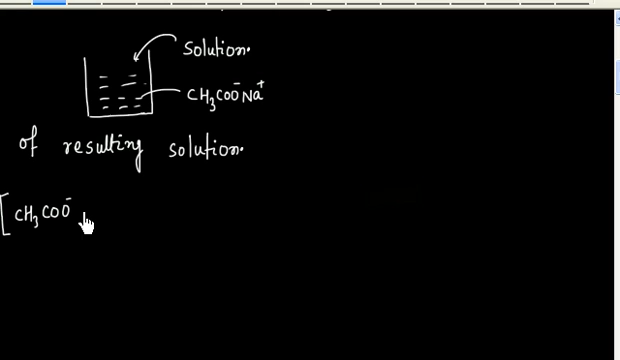 Solution.
CH₃COO⁻Na⁺
of resulting solution.
[CH₃COO⁻